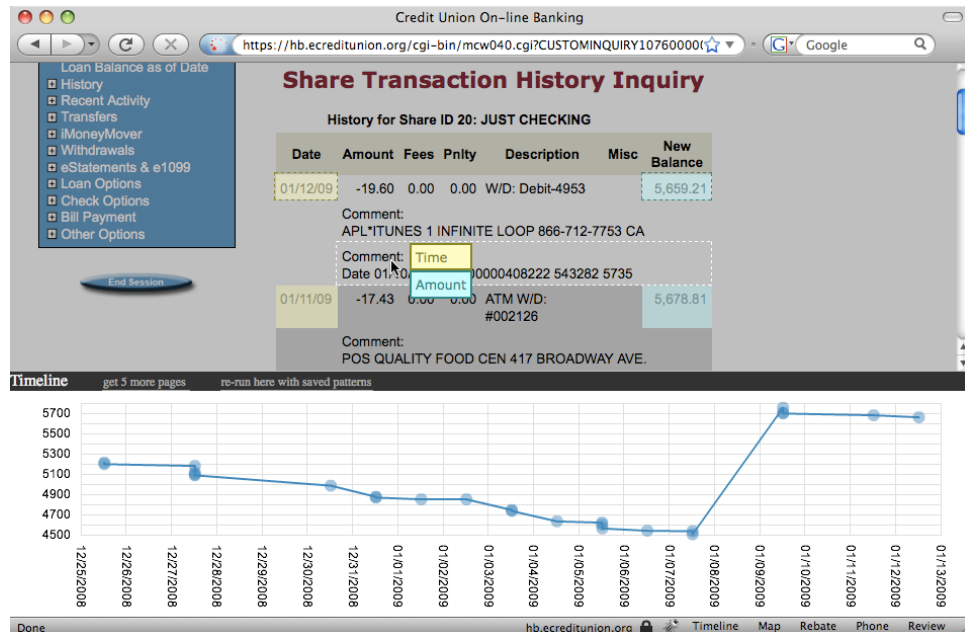 Credit Union On-line Banking
https://hb.ecreditunion.org/cgi-bin/mcw040.cgi?CUSTOMINQUIRY10760000(
G
Google
Loan Balance as of Date
History
Recent Activity
Transfers
iMoneyMover
Withdrawals
eStatements & e1099
Loan Options
Check Options
Bill Payment
Other Options
End Session
Share Transaction History Inquiry
History for Share ID 20: JUST CHECKING
Date Amount Fees Pnlty Description Misc New Balance
01/12/09 -19.60 0.00 0.00 W/D: Debit-4953 5,659.21
Comment:
APL*ITUNES 1 INFINITE LOOP 866-712-7753 CA
Comment: Time
Date 00000408222 543282 5735
Amount
01/11/09 -17.43 0.00 0.00 ATM W/D: 5,678.81
#002126
Comment:
POS QUALITY FOOD CEN 417 BROADWAY AVE.
Timeline get 5 more pages re-run here with saved patterns
5700
5500
5300
5100
4900
4700
4500
12/25/2008 12/26/2008 12/27/2008 12/28/2008 12/29/2008 12/30/2008 12/31/2008 01/01/2009 01/02/2009 01/03/2009 01/04/2009 01/05/2009 01/06/2009 01/07/2009 01/08/2009 01/09/2009 01/10/2009 01/11/2009 01/12/2009 01/13/2009
Done hb.ecreditunion.org Timeline Map Rebate Phone Review